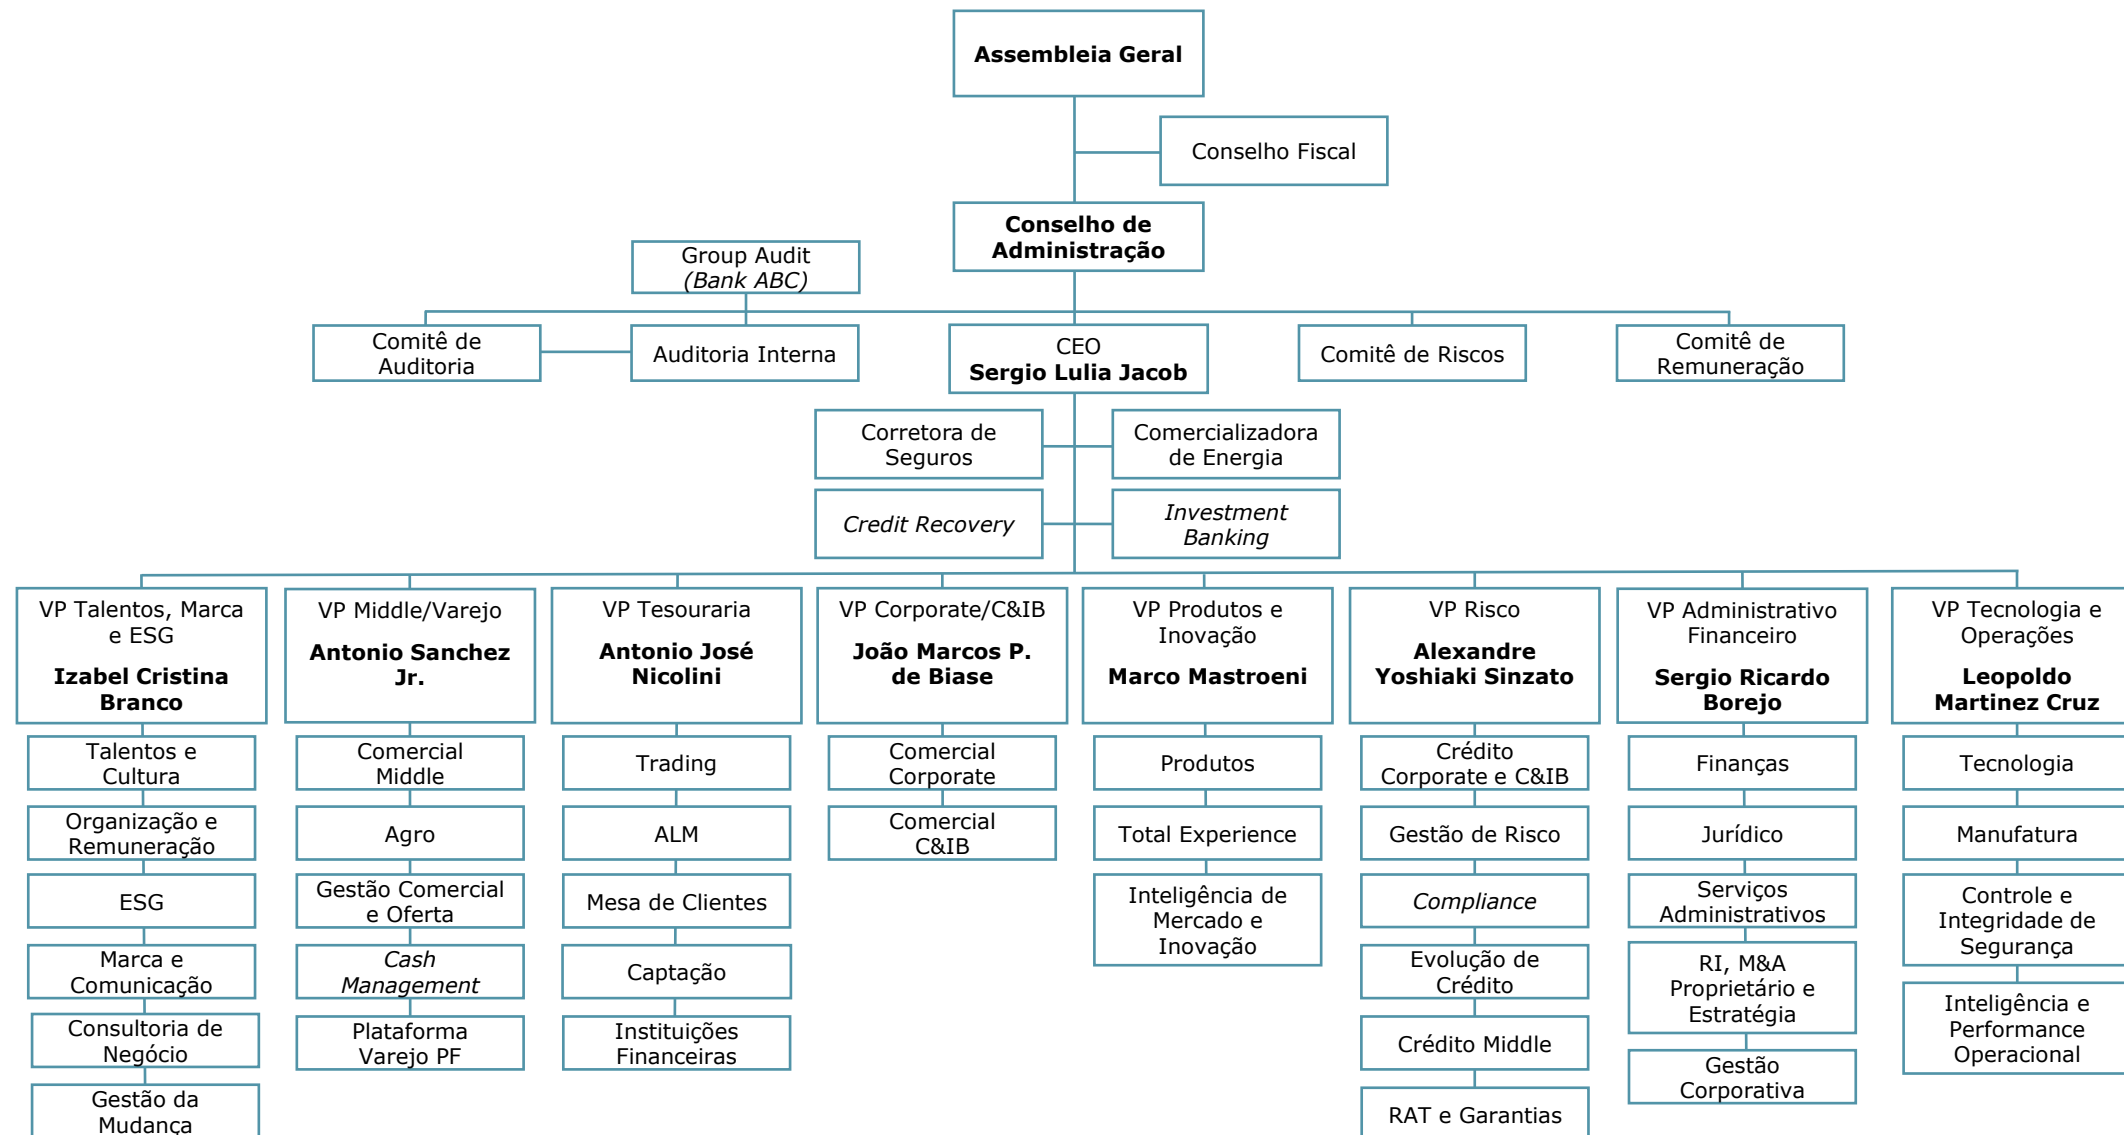 Assembleia Geral
Conselho Fiscal
Conselho de
Administração
Group Audit
(Bank ABC)
Comitê de
Auditoria
Auditoria Interna
CEO
Sergio Lulia Jacob
Comitê de Riscos
Comitê de
Remuneração
Corretora de
Seguros
Comercializadora
de Energia
Credit Recovery
Investment
Banking
VP Talentos, Marca
e ESG
Izabel Cristina
Branco
Talentos e
Cultura
Organização e
Remuneração
ESG
Marca e
Comunicação
Consultoria de
Negócio
Gestão da
Mudança
VP Middle/Varejo
Antonio Sanchez
Jr.
Comercial
Middle
Agro
Gestão Comercial
e Oferta
Cash
Management
Plataforma
Varejo PF
VP Tesouraria
Antonio José
Nicolini
Trading
ALM
Mesa de Clientes
Captação
Instituições
Financeiras
VP Corporate/C&IB
João Marcos P.
de Biase
Comercial
Corporate
Comercial
C&IB
VP Produtos e
Inovação
Marco Mastroeni
Produtos
Total Experience
Inteligência de
Mercado e
Inovação
VP Risco
Alexandre
Yoshiaki Sinzato
Crédito
Corporate e C&IB
Gestão de Risco
Compliance
Evolução de
Crédito
Crédito Middle
RAT e Garantias
VP Administrativo
Financeiro
Sergio Ricardo
Borejo
Finanças
Jurídico
Serviços
Administrativos
RI, M&A
Proprietário e
Estratégia
Gestão
Corporativa
VP Tecnologia e
Operações
Leopoldo
Martinez Cruz
Tecnologia
Manufatura
Controle e
Integridade de
Segurança
Inteligência e
Performance
Operacional